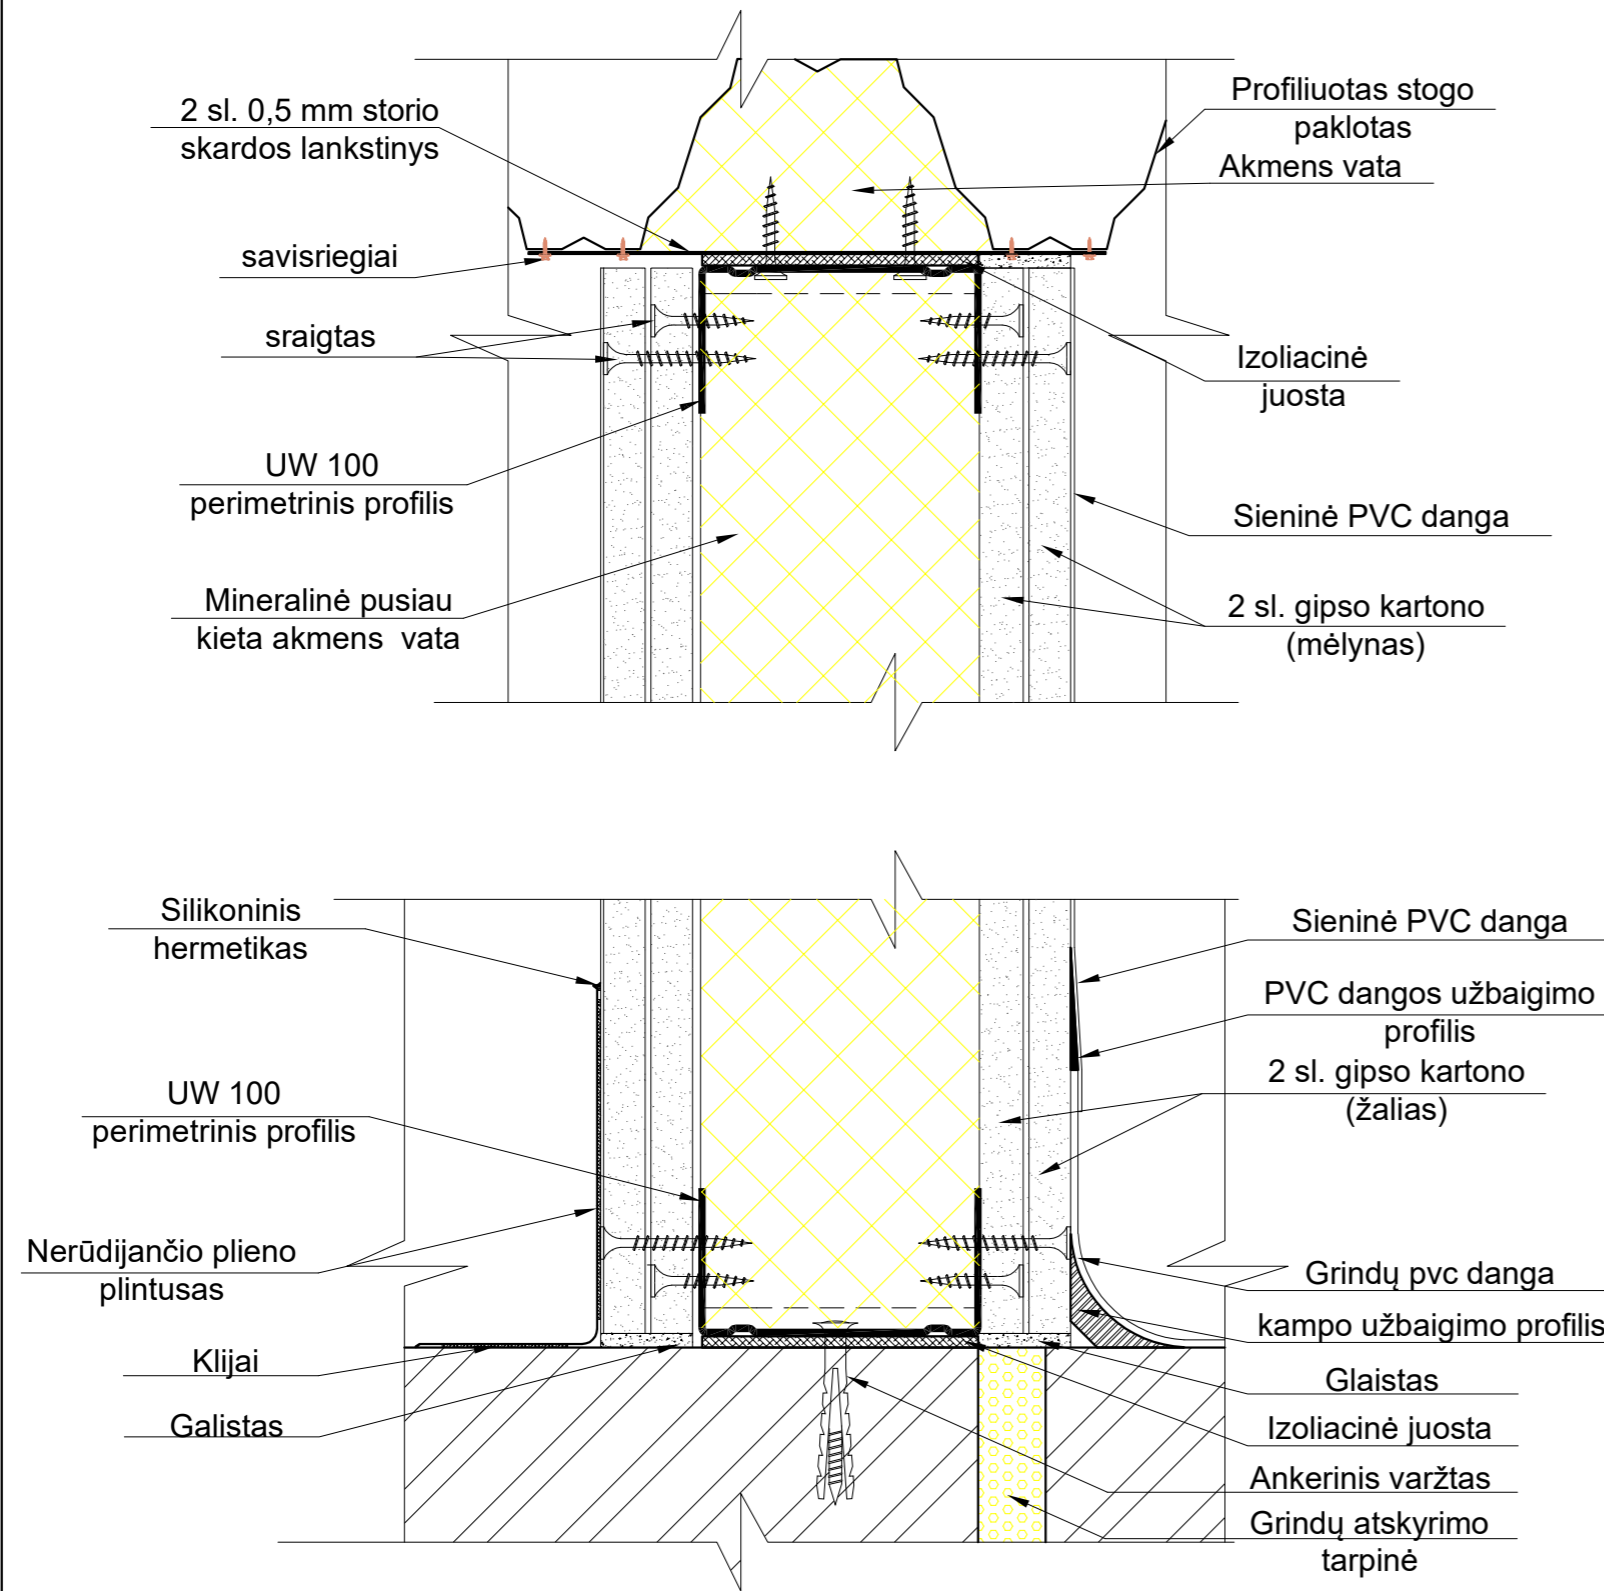 2 sl. 0,5 mm storio
skardos lankstinys
savisriegiai
sraigtas
UW 100
perimetrinis profilis
Mineralinė pusiau
kieta akmens vata
Profiliuotas stogo
paklotas
Akmens vata
Izoliacinė
juosta
Sieninė PVC danga
2 sl. gipso kartono
(mėlynas)
Silikoninis
hermetikas
UW 100
perimetrinis profilis
Nerūdijančio plieno
plintusas
Klijai
Galistas
Sieninė PVC danga
PVC dangos užbaigimo
profilis
2 sl. gipso kartono
(žalias)
Grindų pvc danga
kampo užbaigimo profilis
Glaistas
Izoliacinė juosta
Ankerinis varžtas
Grindų atskyrimo
tarpinė